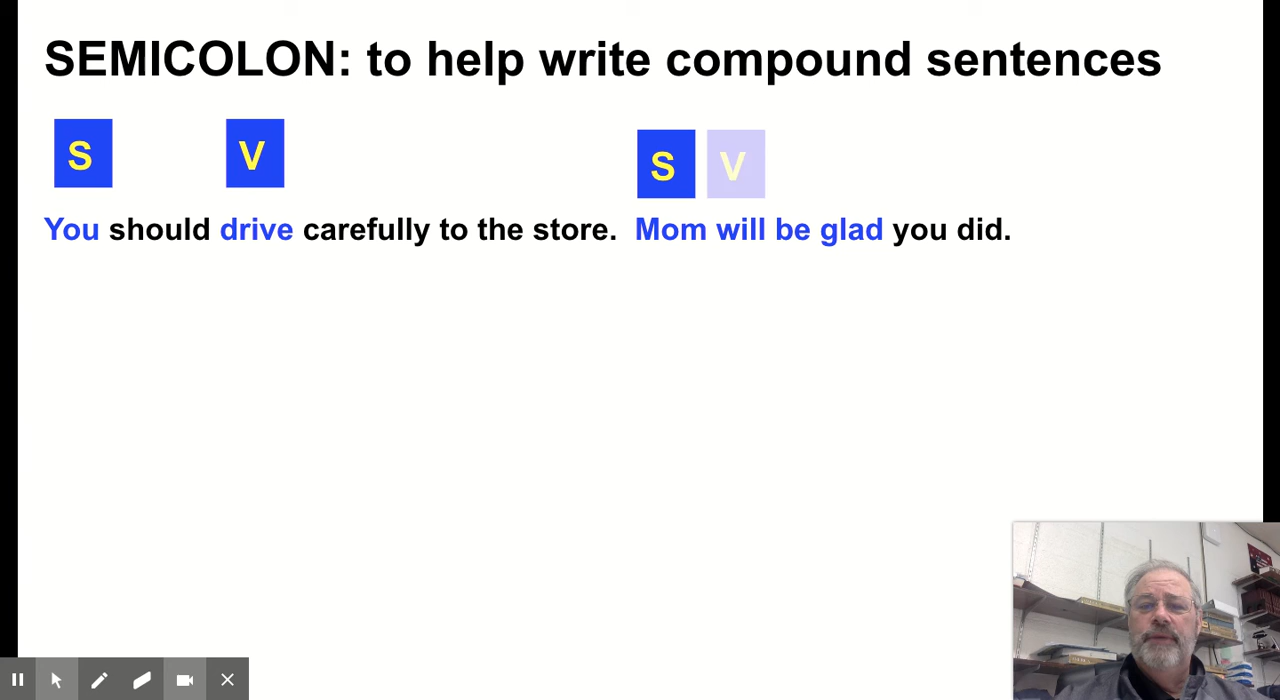 SEMICOLON: to help write compound sentences
S V S V
You should drive carefully to the store. Mom will be glad you did.